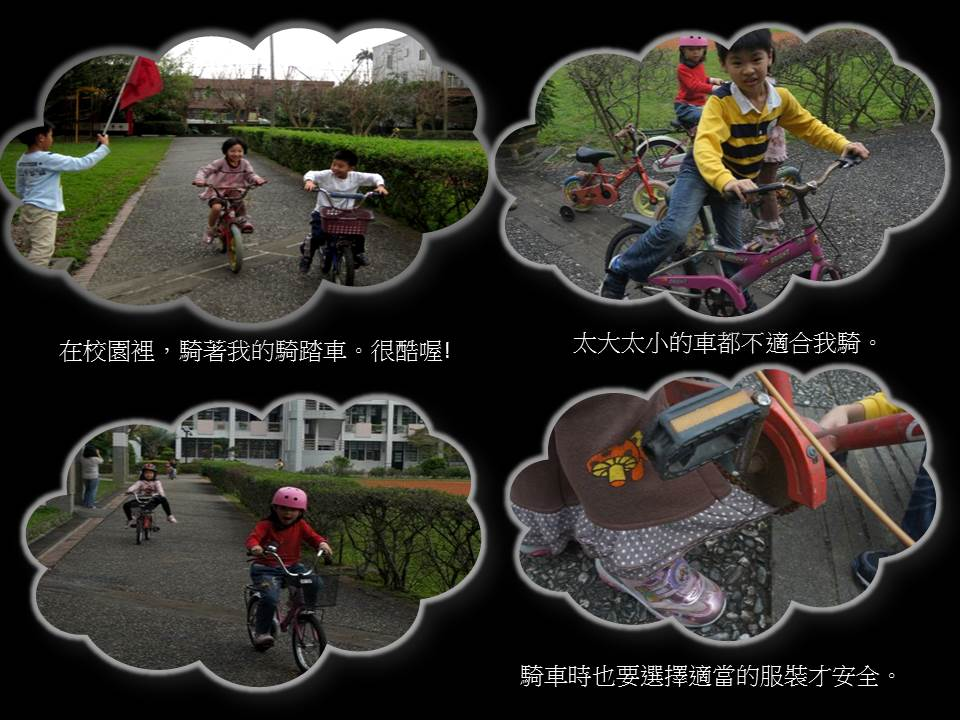 在校園裡，騎著我的騎踏車。很酷喔!
太大太小的車都不適合我騎。
騎車時也要選擇適當的服裝才安全。